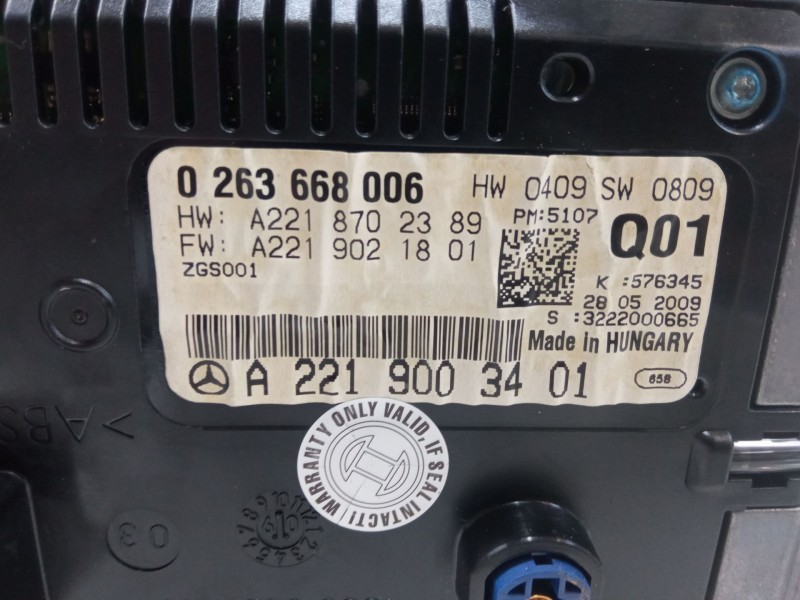 0 263 668 006 HW 0409 SW 0809
HW: A221 870 23 89 PM:5107
FW: A221 902 18 01 Q01
ZGS001
K :576345
28 05 2009
S :3222000665
Made in HUNGARY
A 221 900 34 01 658
WARRANTY ONLY VALID, IF SEAL INTACT!
>ABS
03